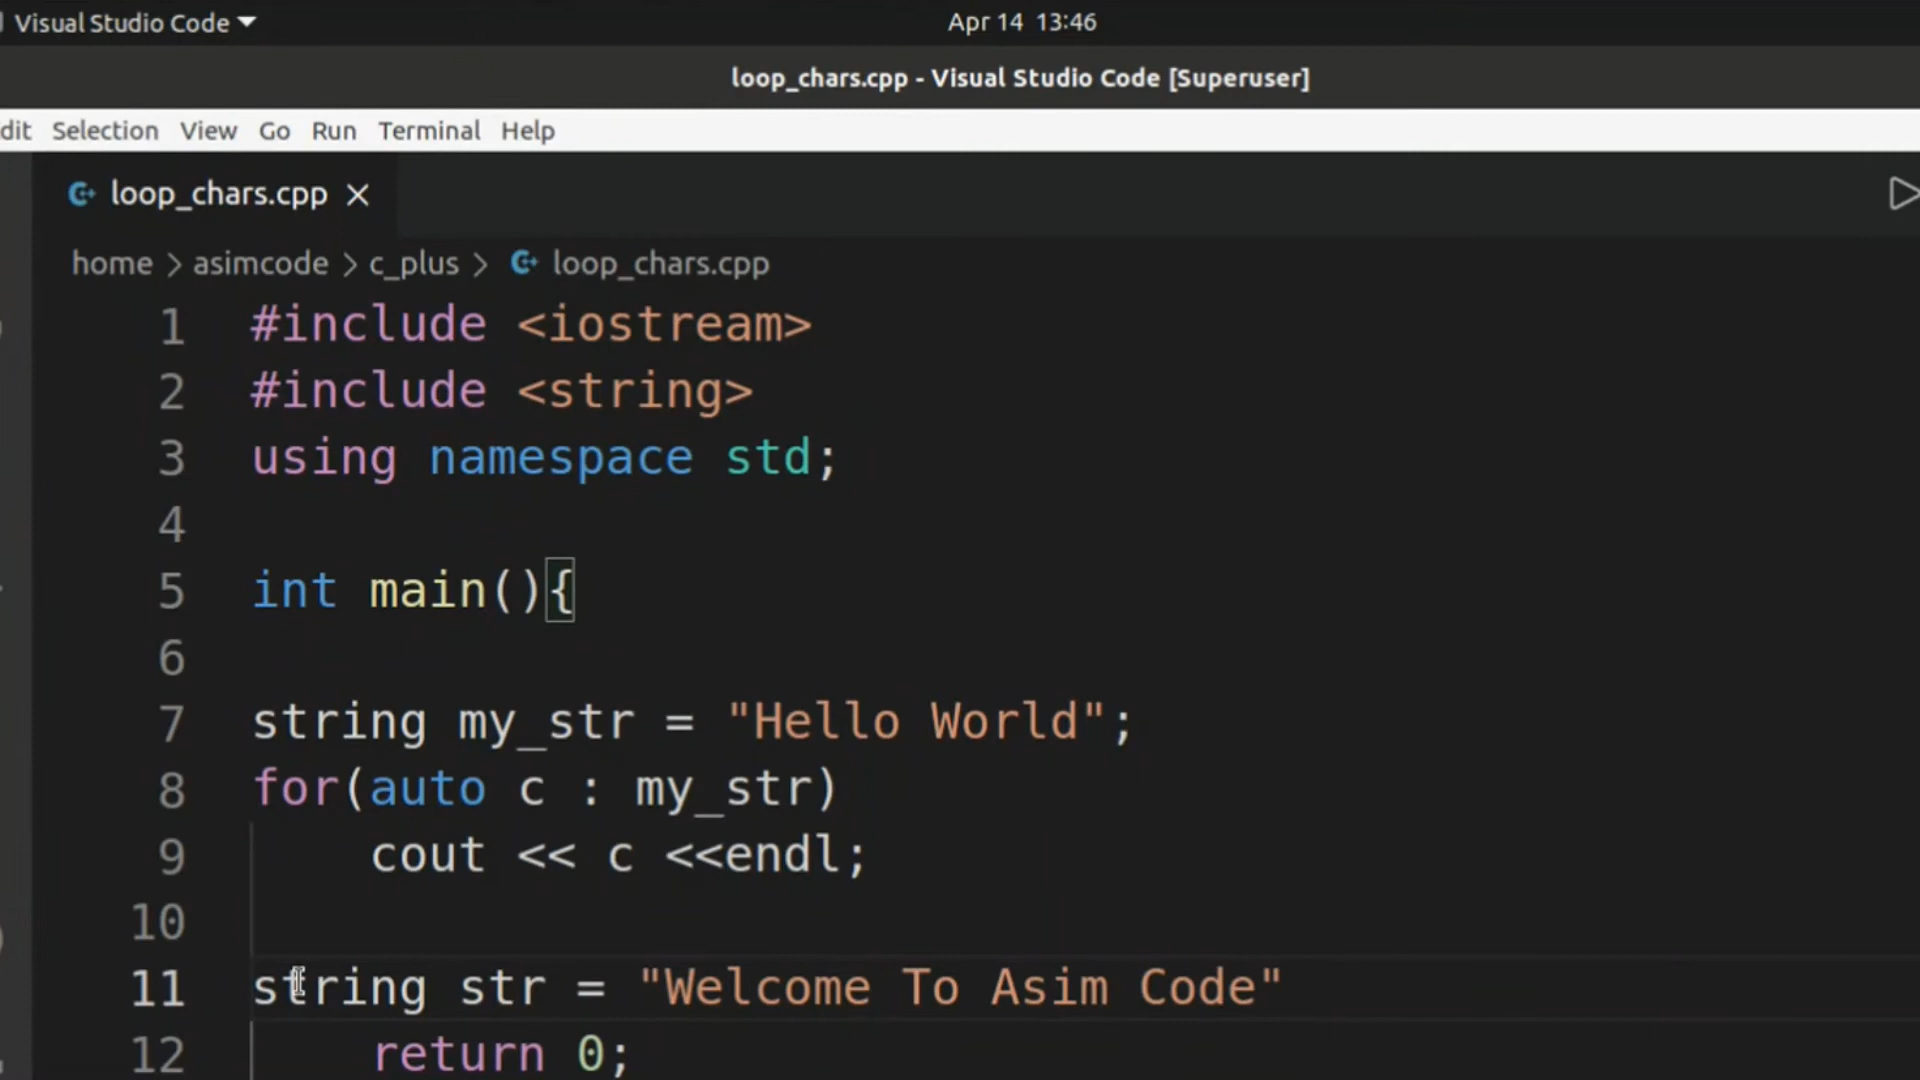 Visual Studio Code
Apr 14 13:46
loop_chars.cpp - Visual Studio Code [Superuser]
dit Selection View Go Run Terminal Help
loop_chars.cpp
home > asimcode > c_plus > loop_chars.cpp
1 #include <iostream>
2 #include <string>
3 using namespace std;
4
5 int main(){
6
7 string my_str = "Hello World";
8 for(auto c : my_str)
9 cout << c <<endl;
10
11 string str = "Welcome To Asim Code"
12 return 0;